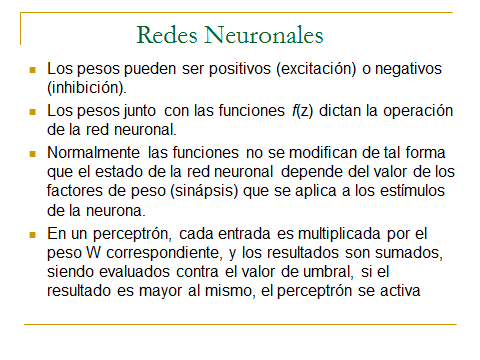 Redes Neuronales
Los pesos pueden ser positivos (excitación) o negativos
(inhibición).
Los pesos junto con las funciones f(z) dictan la operación
de la red neuronal.
Normalmente las funciones no se modifican de tal forma
que el estado de la red neuronal depende del valor de los
factores de peso (sinápsis) que se aplica a los estímulos
de la neurona.
En un perceptrón, cada entrada es multiplicada por el
peso W correspondiente, y los resultados son sumados,
siendo evaluados contra el valor de umbral, si el
resultado es mayor al mismo, el perceptrón se activa